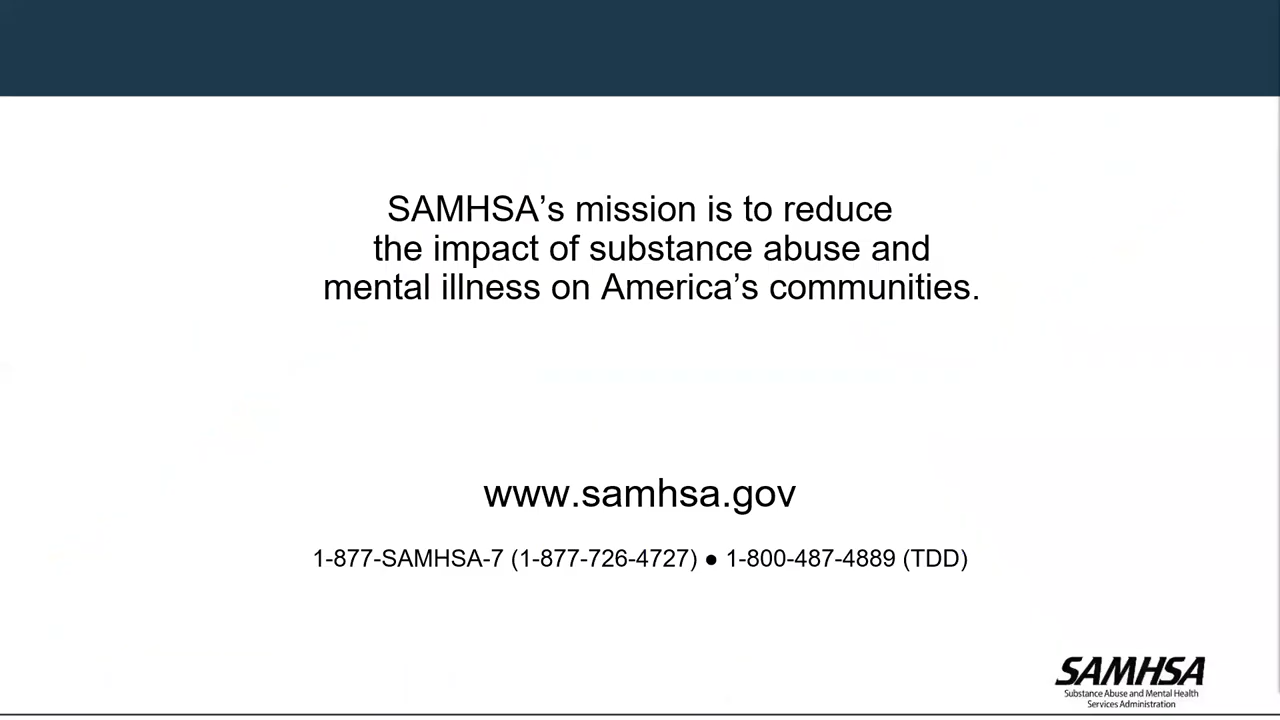 SAMHSA’s mission is to reduce
the impact of substance abuse and
mental illness on America’s communities.
www.samhsa.gov
1-877-SAMHSA-7 (1-877-726-4727) ● 1-800-487-4889 (TDD)
SAMHSA
Substance Abuse and Mental Health
Services Administration